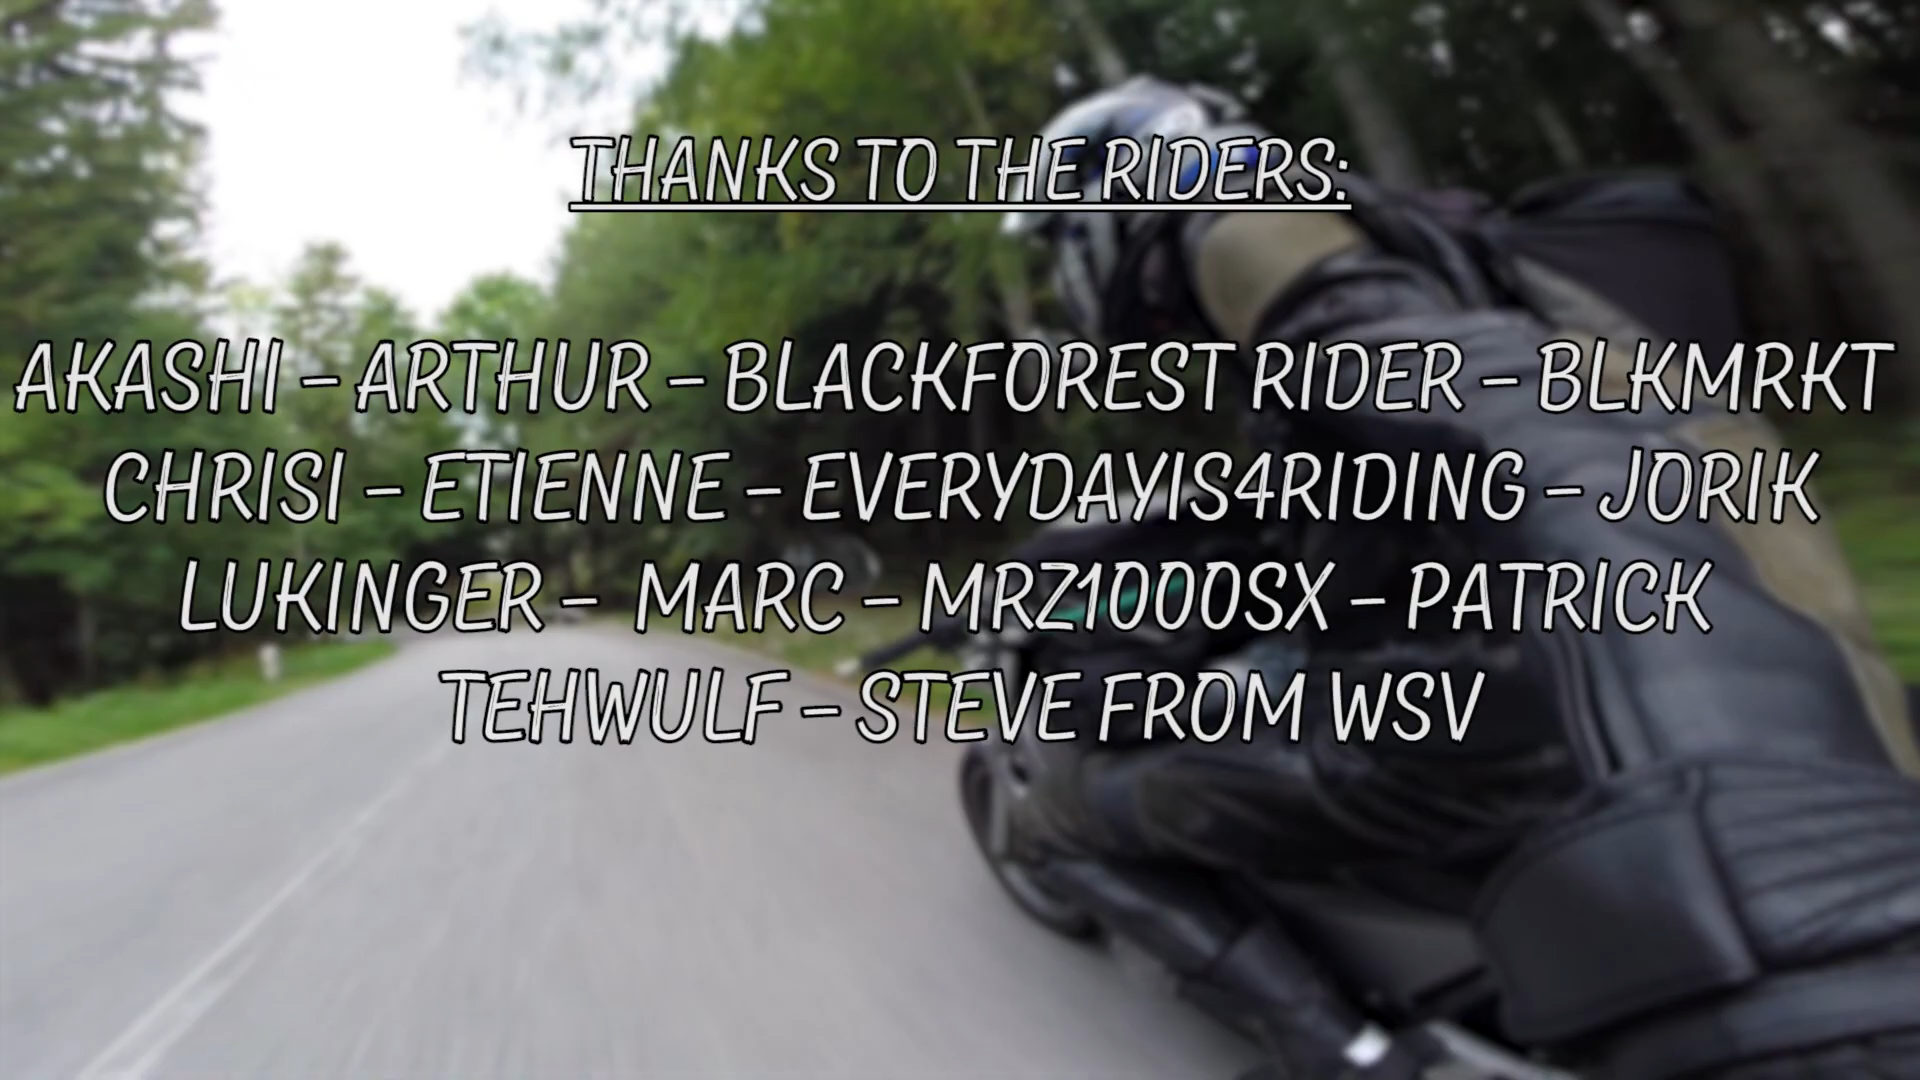 THANKS TO THE RIDERS:
AKASHI – ARTHUR – BLACKFOREST RIDER – BLKMRKT
CHRISI – ETIENNE – EVERYDAYIS4RIDING – JORIK
LUKINGER – MARC – MRZ1000SX – PATRICK
TEHWULF – STEVE FROM WSV